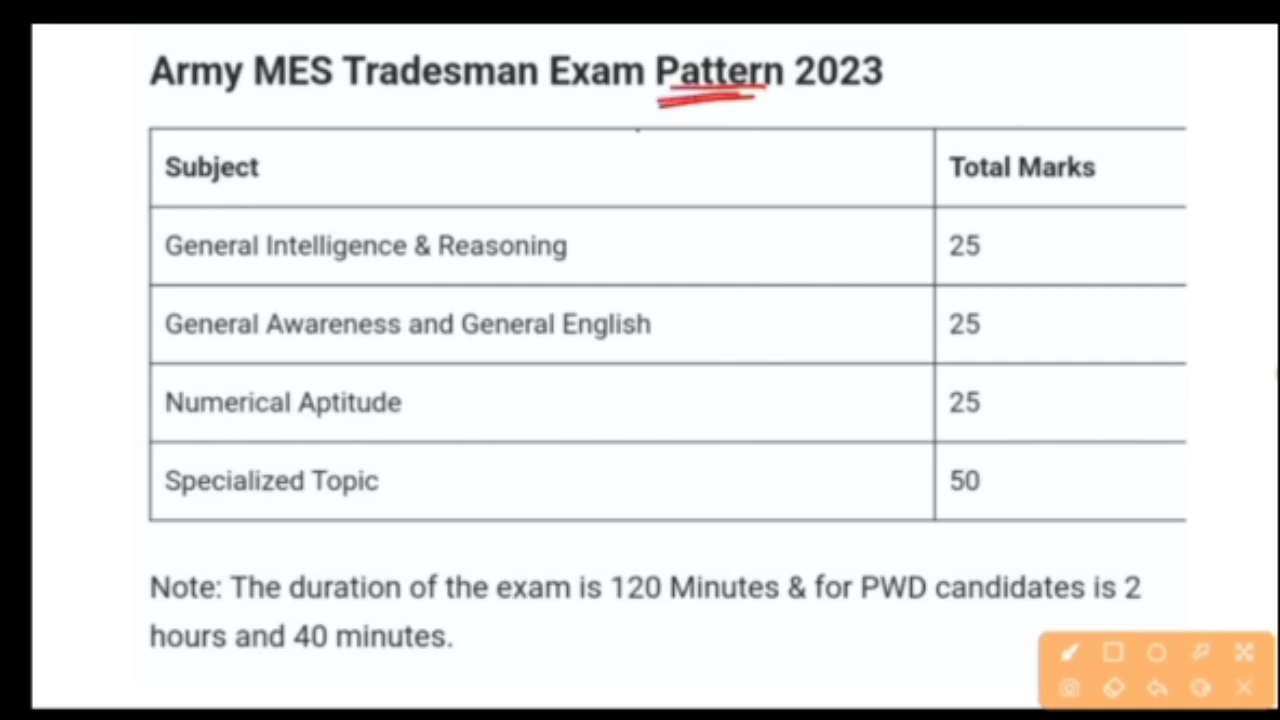 Army MES Tradesman Exam Pattern 2023
Subject Total Marks
General Intelligence & Reasoning 25
General Awareness and General English 25
Numerical Aptitude 25
Specialized Topic 50
Note: The duration of the exam is 120 Minutes & for PWD candidates is 2
hours and 40 minutes.